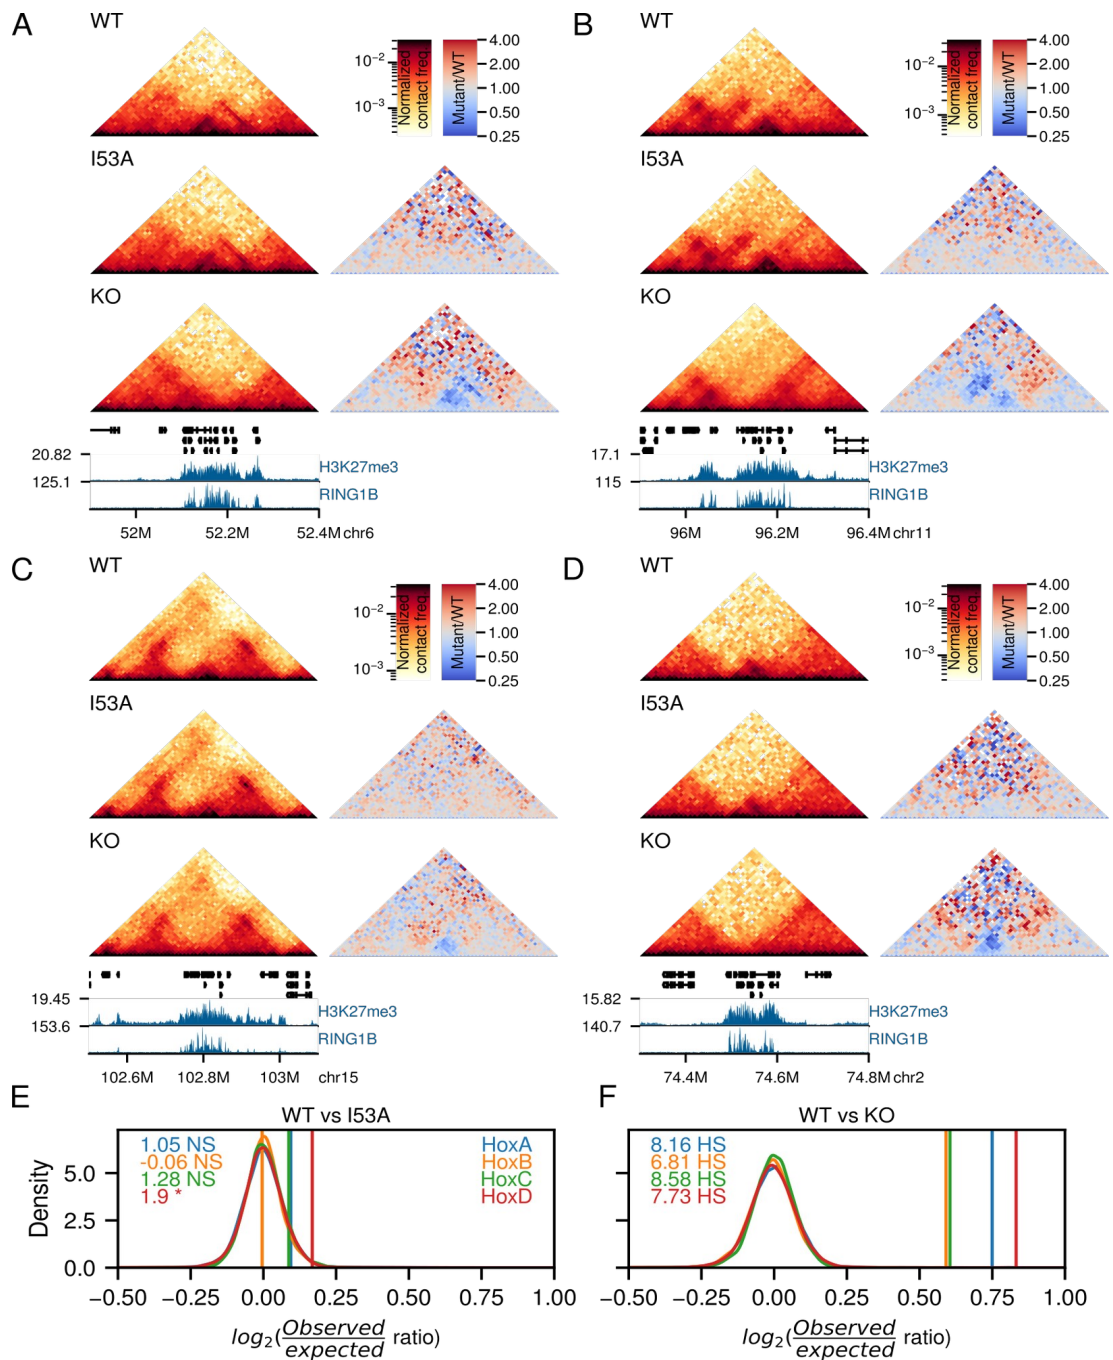 A
WT
10⁻²
10⁻³
Normalized
contact freq.
Mutant/WT
4.00
2.00
1.00
0.50
0.25
I53A
KO
20.82
H3K27me3
125.1
RING1B
52M
52.2M
52.4M chr6
B
WT
10⁻²
10⁻³
Normalized
contact freq.
Mutant/WT
4.00
2.00
1.00
0.50
0.25
I53A
KO
17.1
H3K27me3
115
RING1B
96M
96.2M
96.4M chr11
C
WT
10⁻²
10⁻³
Normalized
contact freq.
Mutant/WT
4.00
2.00
1.00
0.50
0.25
I53A
KO
19.45
H3K27me3
153.6
RING1B
102.6M
102.8M
103M
chr15
D
WT
10⁻²
10⁻³
Normalized
contact freq.
Mutant/WT
4.00
2.00
1.00
0.50
0.25
I53A
KO
15.82
H3K27me3
140.7
RING1B
74.4M
74.6M
74.8M chr2
E
WT vs I53A
1.05 NS
-0.06 NS
1.28 NS
1.9 *
HoxA
HoxB
HoxC
HoxD
Density
5.0
2.5
0.0
−0.50 −0.25 0.00 0.25 0.50 0.75 1.00
log₂(Observed/expected ratio)
F
WT vs KO
8.16 HS
6.81 HS
8.58 HS
7.73 HS
−0.50 −0.25 0.00 0.25 0.50 0.75 1.00
log₂(Observed/expected ratio)